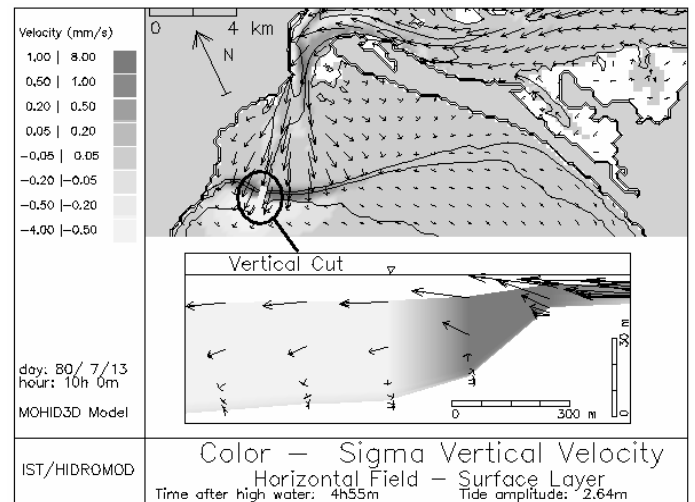 Velocity (mm/s)
1.00 | 8.00
0.50 | 1.00
0.20 | 0.50
0.05 | 0.20
-0.05 | 0.05
-0.20 |-0.05
-0.50 |-0.20
-4.00 |-0.50
0 4 km
N
Vertical Cut
30 m
0
0 300 m
day: 80/ 7/13
hour: 10h 0m
MOHID3D Model
IST/HIDROMOD
Color - Sigma Vertical Velocity
Horizontal Field - Surface Layer
Time after high water: 4h55m Tide amplitude: 2.64m